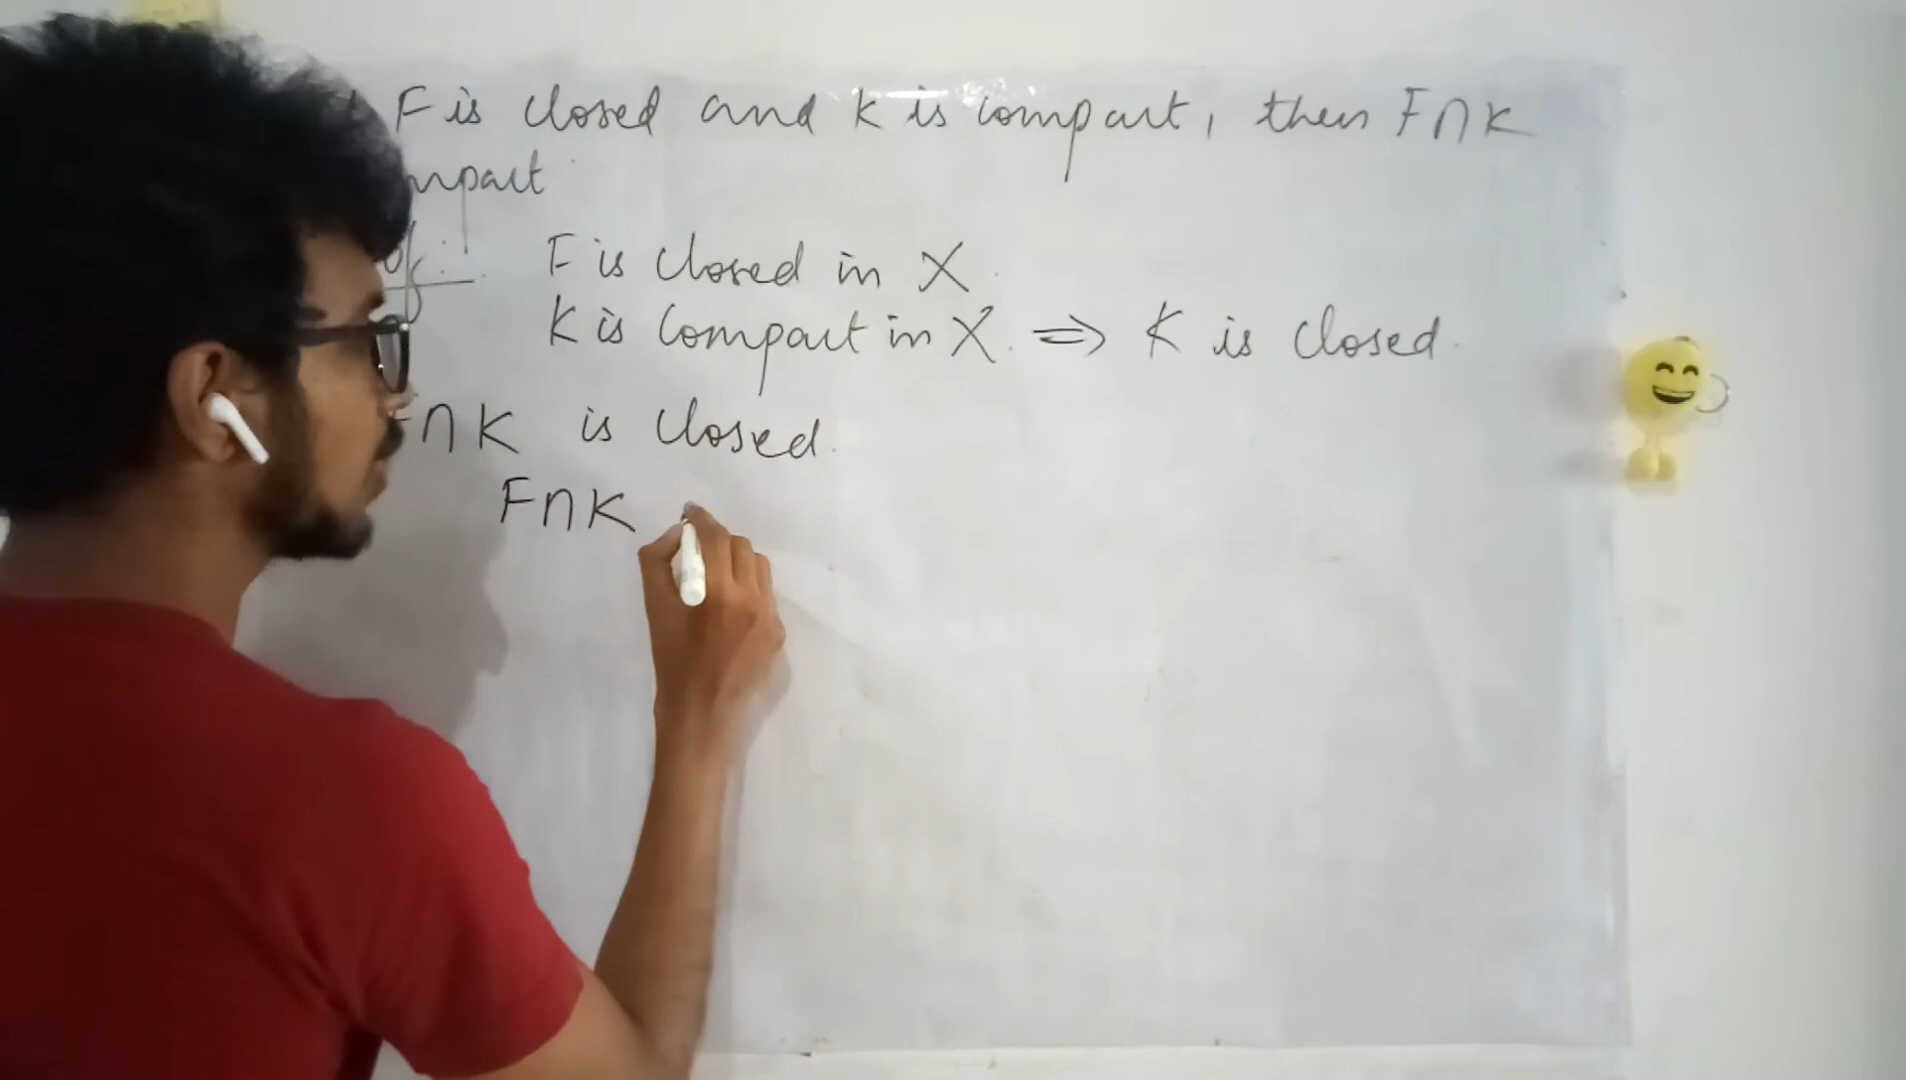 F is closed and K is compact, then F∩K
mpact
of:
F is closed in X.
K is compact in X. ⇒ K is closed.
∩ K is closed.
F∩K